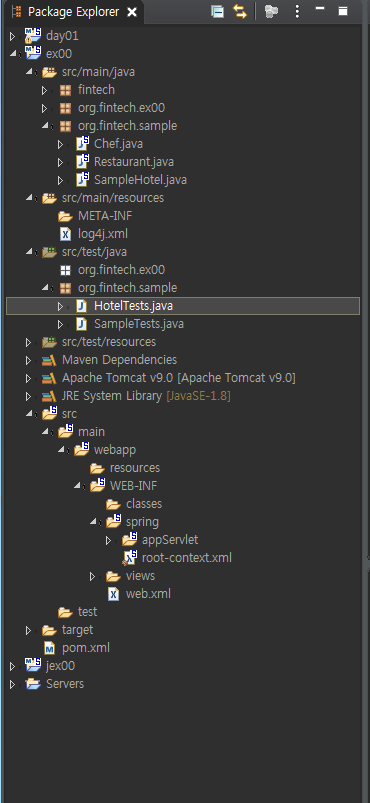 Package Explorer
day01
ex00
src/main/java
fintech
org.fintech.ex00
org.fintech.sample
Chef.java
Restaurant.java
SampleHotel.java
src/main/resources
META-INF
log4j.xml
src/test/java
org.fintech.ex00
org.fintech.sample
HotelTests.java
SampleTests.java
src/test/resources
Maven Dependencies
Apache Tomcat v9.0 [Apache Tomcat v9.0]
JRE System Library [JavaSE-1.8]
src
main
webapp
resources
WEB-INF
classes
spring
appServlet
root-context.xml
views
web.xml
test
target
pom.xml
jex00
Servers